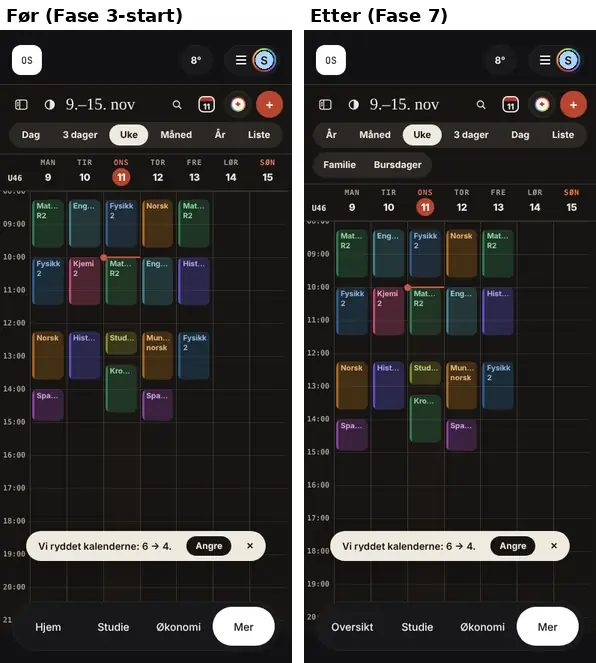 Før (Fase 3-start)
OS
8°
S
9.–15. nov
11
+
Dag 3 dager Uke Måned År Liste
MAN TIR ONS TOR FRE LØR SØN
U46 9 10 11 12 13 14 15
Mat... R2
Eng...
Fysikk 2
Norsk
Mat... R2
09:00
10:00
Fysikk 2
Kjemi 2
Mat... R2
Eng...
Hist...
11:00
12:00
Norsk
Hist...
Stud...
Mun... norsk
Fysikk 2
13:00
Kro...
14:00
Spa...
Spa...
15:00
16:00
17:00
18:00
Vi ryddet kalenderne: 6 → 4. Angre ×
19:00
20:00
21
Hjem Studie Økonomi Mer
Etter (Fase 7)
OS
8°
S
9.–15. nov
11
+
År Måned Uke 3 dager Dag Liste
Familie Bursdager
MAN TIR ONS TOR FRE LØR SØN
U46 9 10 11 12 13 14 15
Mat... R2
Eng...
Fysikk 2
Norsk
Mat... R2
09:00
10:00
Fysikk 2
Kjemi 2
Mat... R2
Eng...
Hist...
11:00
12:00
Norsk
Hist...
Stud...
Mun... norsk
Fysikk 2
13:00
Kro...
14:00
Spa...
Spa...
15:00
16:00
17:00
Vi ryddet kalenderne: 6 → 4. Angre ×
18:00
19:00
20:
Oversikt Studie Økonomi Mer